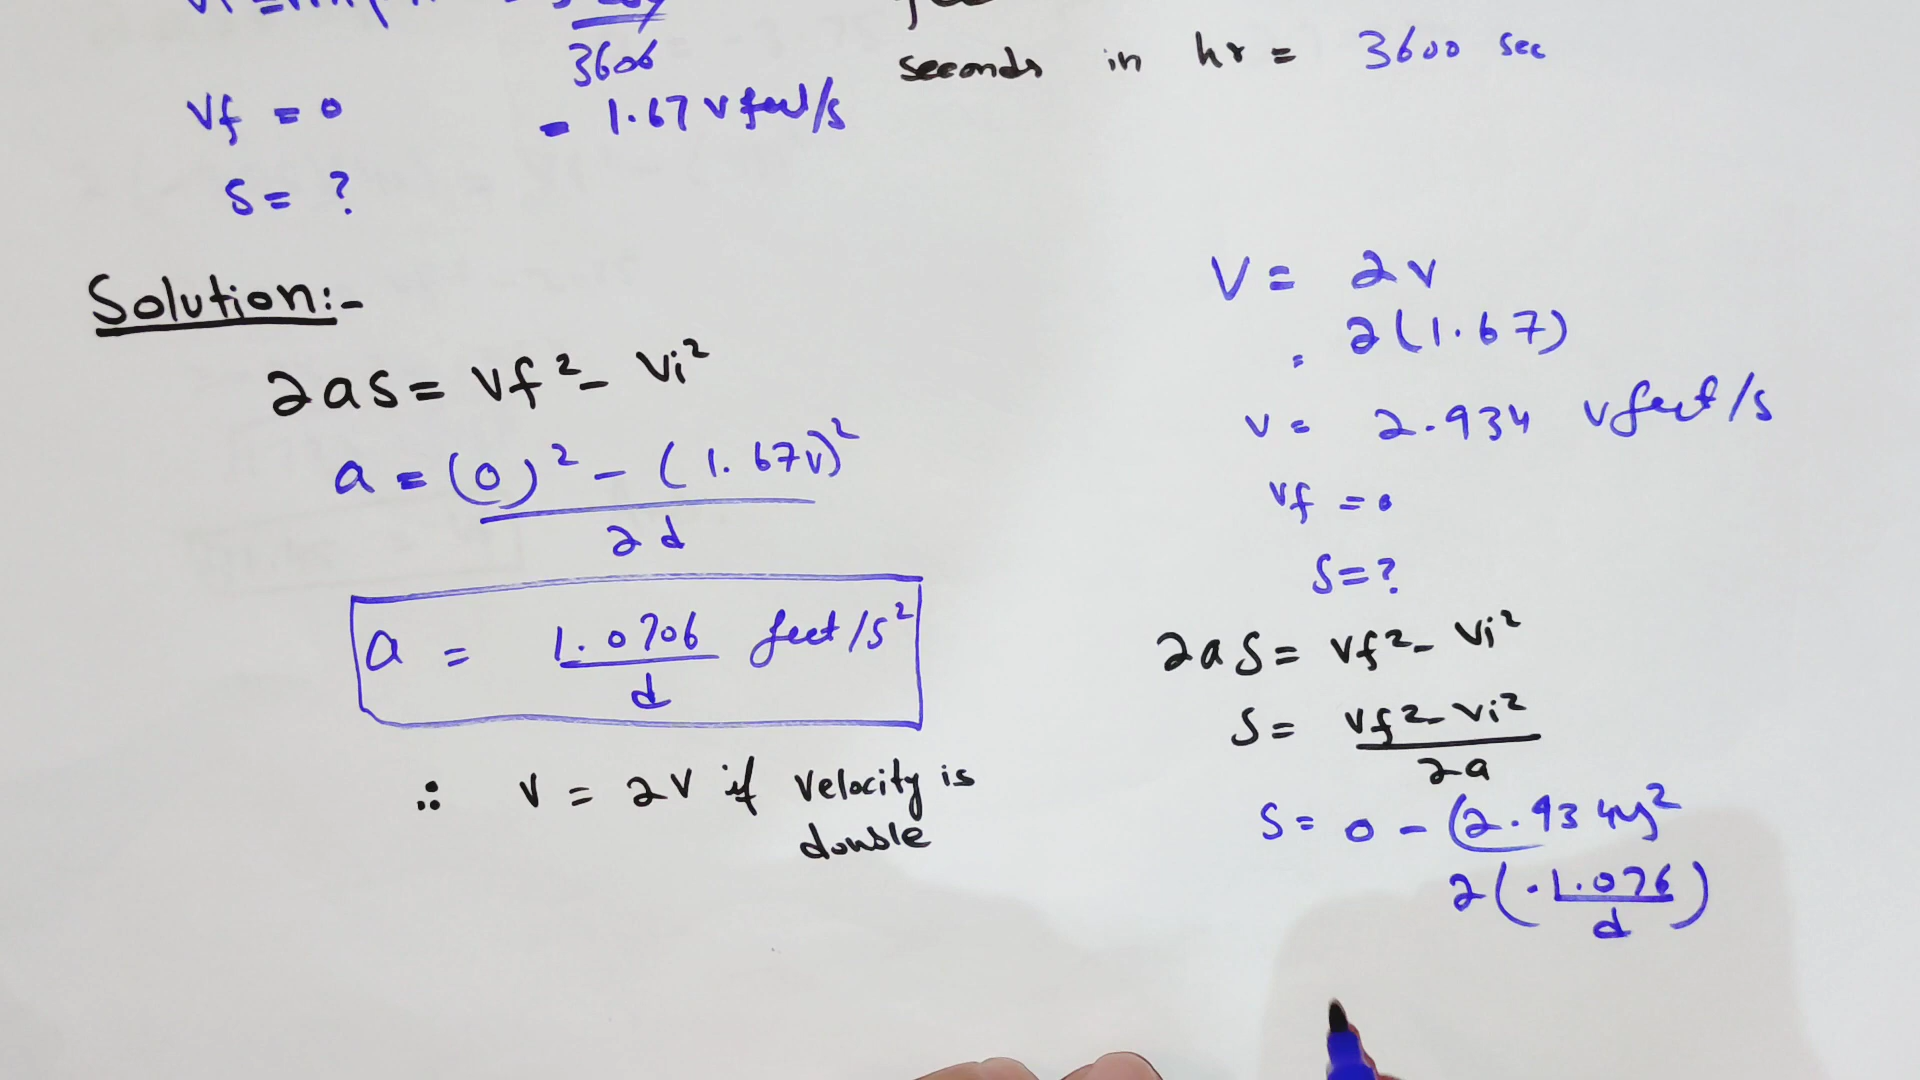 3606
seconds in hr = 3600 sec
Vf = 0
= 1.67 v feet/s
S = ?
Solution:-
2as = vf² - vi²
a = (0)² - (1.67v)²
2d
a = 1.0706 feet/s²
d
∴ v = 2v if velocity is
double
V = 2v
= 2(1.67)
v = 2.934 v feet/s
vf = 0
S = ?
2aS = vf² - vi²
S = vf² - vi²
2a
S = 0 - (2.934v)²
2(-1.076)
d